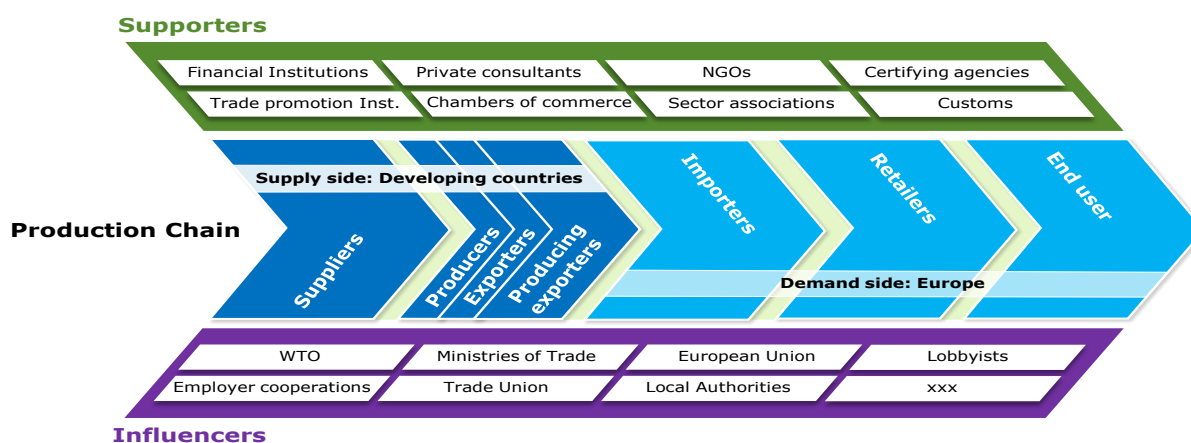 Supporters
Financial Institutions
Private consultants
NGOs
Certifying agencies
Trade promotion Inst.
Chambers of commerce
Sector associations
Customs
Supply side: Developing countries
Production Chain
Suppliers
Producers
Exporters
Producing
exporters
Importers
Retailers
End user
Demand side: Europe
WTO
Ministries of Trade
European Union
Lobbyists
Employer cooperations
Trade Union
Local Authorities
xxx
Influencers